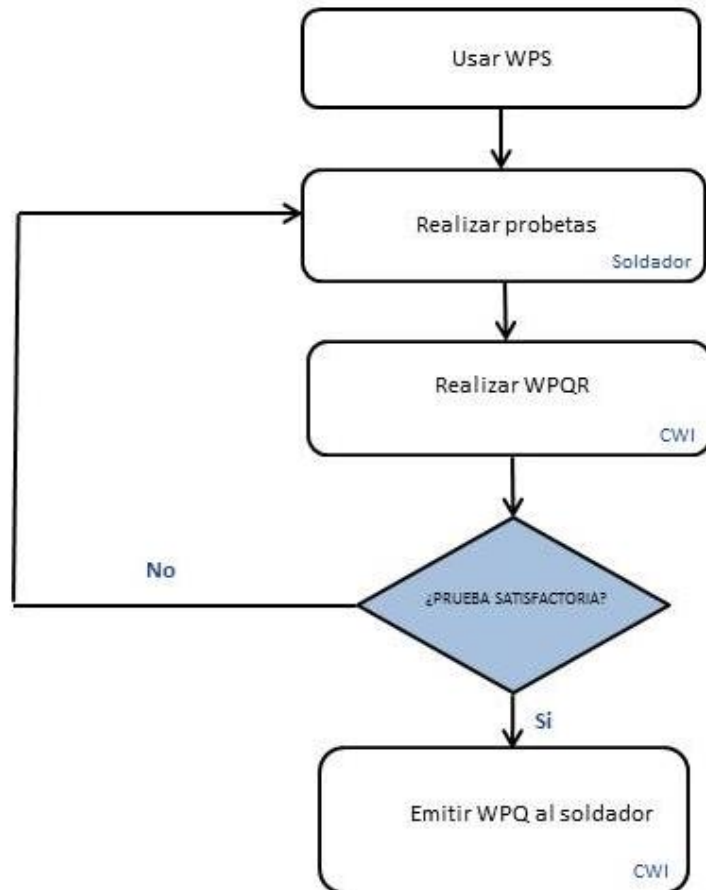 Usar WPS
Realizar probetas
Soldador
Realizar WPQR
CWI
¿PRUEBA SATISFACTORIA?
No
Si
Emitir WPQ al soldador
CWI